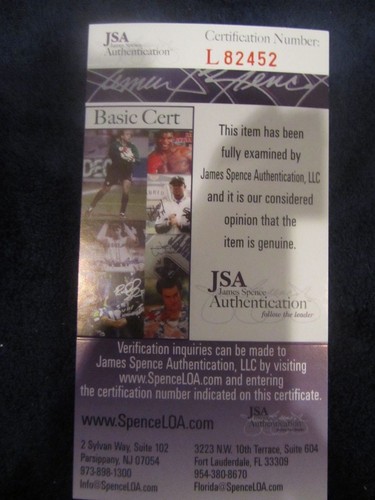 JSA
James Spence
Authentication
Certification Number:
L 82452
James Spence
Basic Cert
This item has been
fully examined by
James Spence Authentication, LLC
and it is our considered
opinion that the
item is genuine.
JSA
James Spence
Authentication
follow the leader
Verification inquiries can be made to
James Spence Authentication, LLC by visiting
www.SpenceLOA.com and entering
the certification number indicated on this certificate.
www.SpenceLOA.com
JSA
2 Sylvan Way, Suite 102
Parsippany, NJ 07054
973-898-1300
Info@SpenceLOA.com
3223 N.W. 10th Terrace, Suite 604
Fort Lauderdale, FL 33309
954-380-8670
Florida@SpenceLOA.com